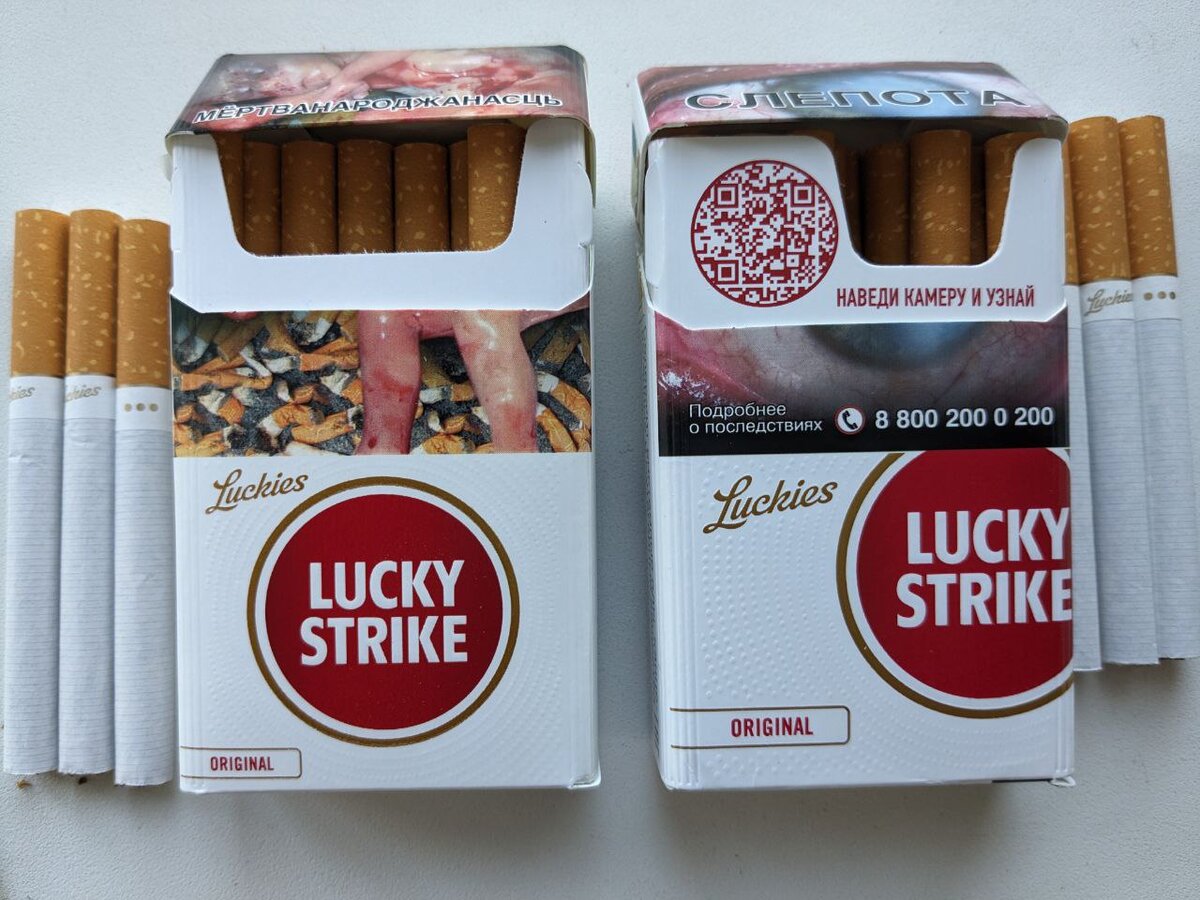 МЁРТВАНАРОДЖАНАСЦЬ
Luckies
LUCKY
STRIKE
ORIGINAL
СЛЕПОТА
НАВЕДИ КАМЕРУ И УЗНАЙ
Подробнее
о последствиях
8 800 200 0 200
Luckies
LUCKY
STRIKE
ORIGINAL
Luckies